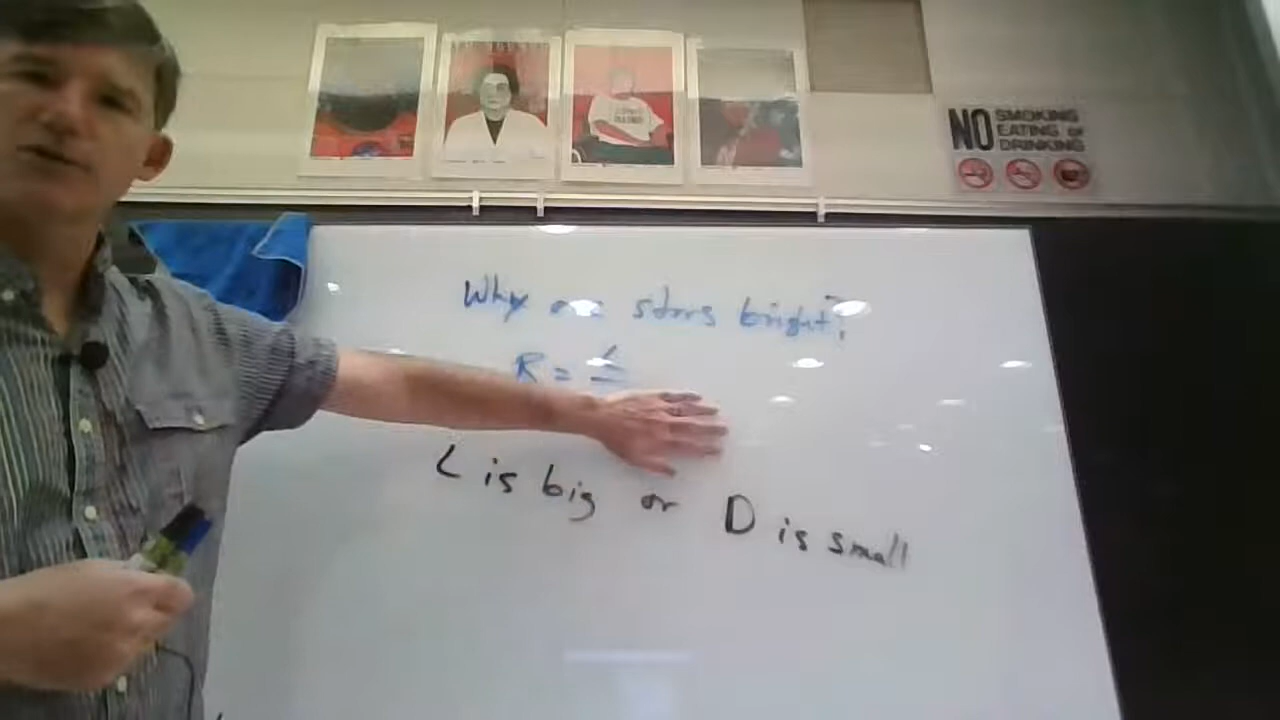 NO SMOKING
EATING or
DRINKING
Why are stars bright?
L is big or D is small